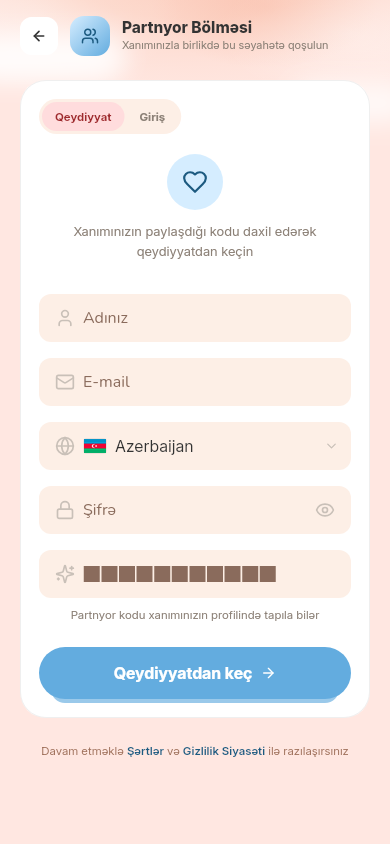 Partnyor Bölməsi
Xanımınızla birlikdə bu səyahətə qoşulun
Qeydiyyat Giriş
Xanımınızın paylaşdığı kodu daxil edərək
qeydiyyatdan keçin
Adınız
E-mail
Azerbaijan
Şifrə
Partnyor kodu xanımınızın profilində tapıla bilər
Qeydiyyatdan keç
Davam etməklə Şərtlər və Gizlilik Siyasəti ilə razılaşırsınız